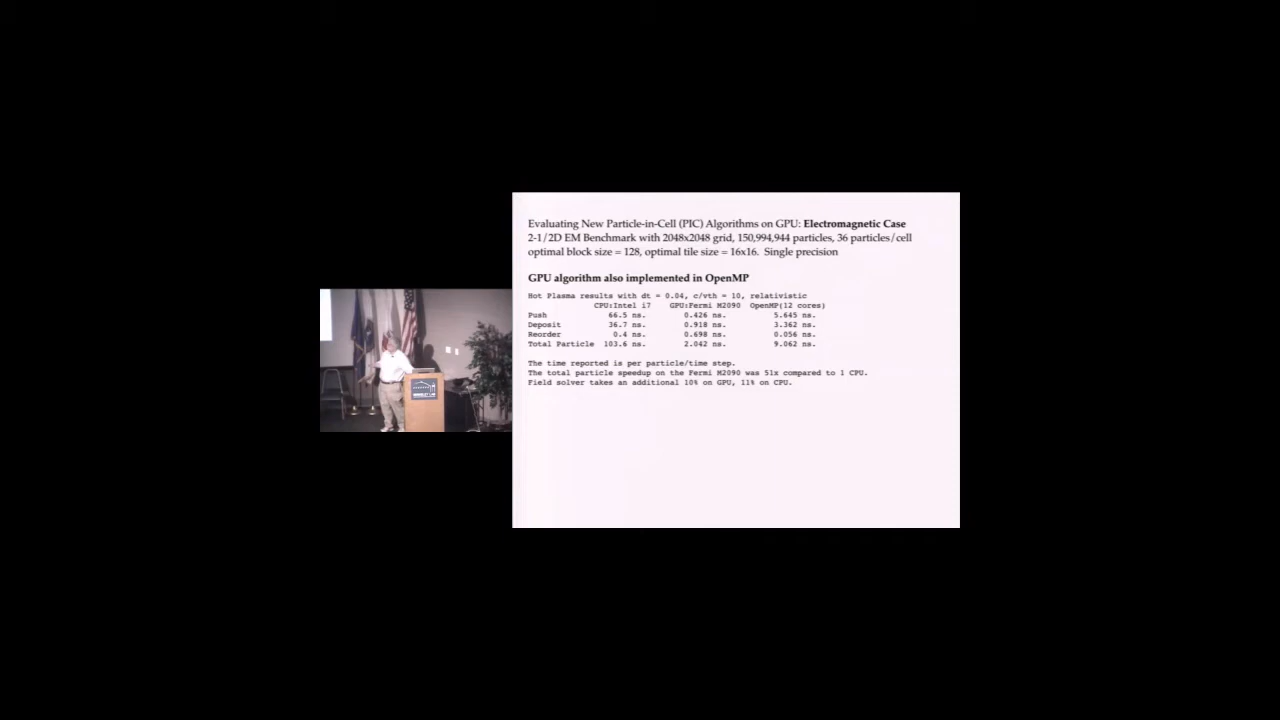 Evaluating New Particle-in-Cell (PIC) Algorithms on GPU: Electromagnetic Case
2-1/2D EM Benchmark with 2048x2048 grid, 150,994,944 particles, 36 particles/cell
optimal block size = 128, optimal tile size = 16x16. Single precision
GPU algorithm also implemented in OpenMP
Hot Plasma results with dt = 0.04, c/vth = 10, relativistic
CPU:Intel i7 GPU:Fermi M2090 OpenMP(12 cores)
Push 66.5 ns. 0.426 ns. 5.645 ns.
Deposit 36.7 ns. 0.918 ns. 3.362 ns.
Reorder 0.4 ns. 0.698 ns. 0.056 ns.
Total Particle 103.6 ns. 2.042 ns. 9.062 ns.
The time reported is per particle/time step.
The total particle speedup on the Fermi M2090 was 51x compared to 1 CPU.
Field solver takes an additional 10% on GPU, 11% on CPU.